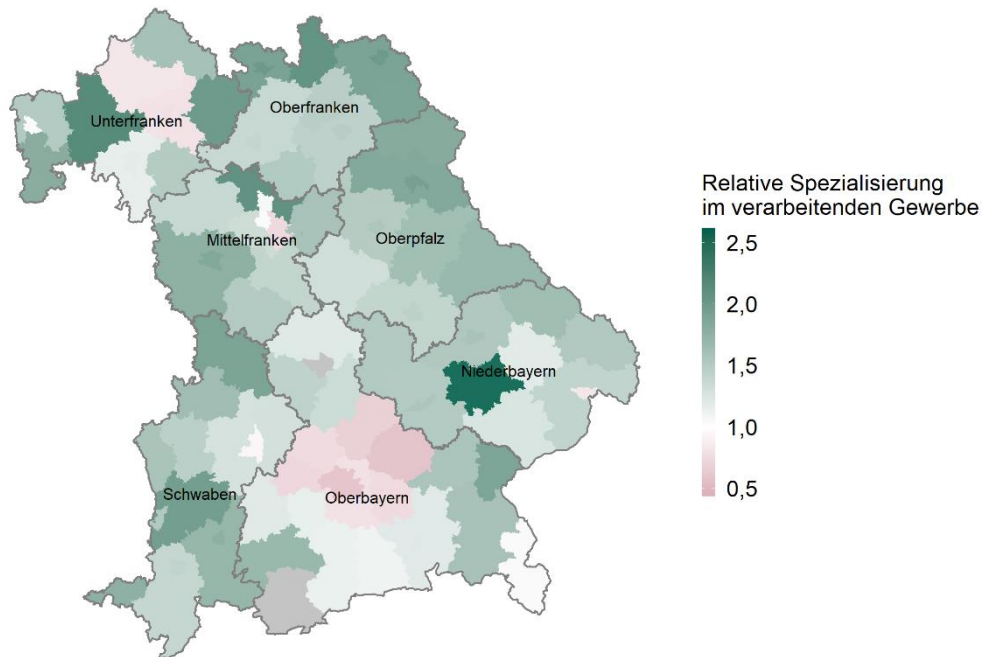 Oberfranken
Unterfranken
Mittelfranken
Oberpfalz
Niederbayern
Schwaben
Oberbayern
Relative Spezialisierung
im verarbeitenden Gewerbe
2,5
2,0
1,5
1,0
0,5